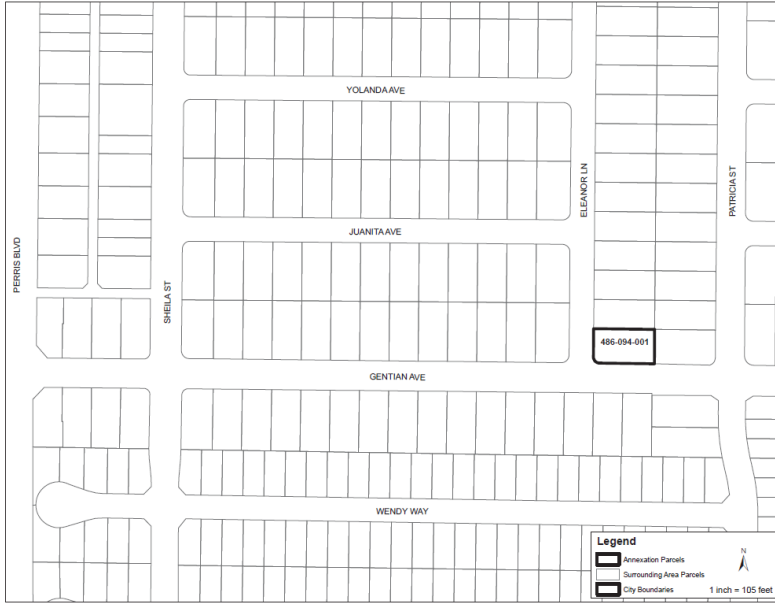 YOLANDA AVE
ELEANOR LN
PATRICIA ST
JUANITA AVE
PERRIS BLVD
SHEILA ST
486-094-001
GENTIAN AVE
WENDY WAY
Legend
Annexation Parcels
Surrounding Area Parcels
City Boundaries
N
1 inch = 105 feet